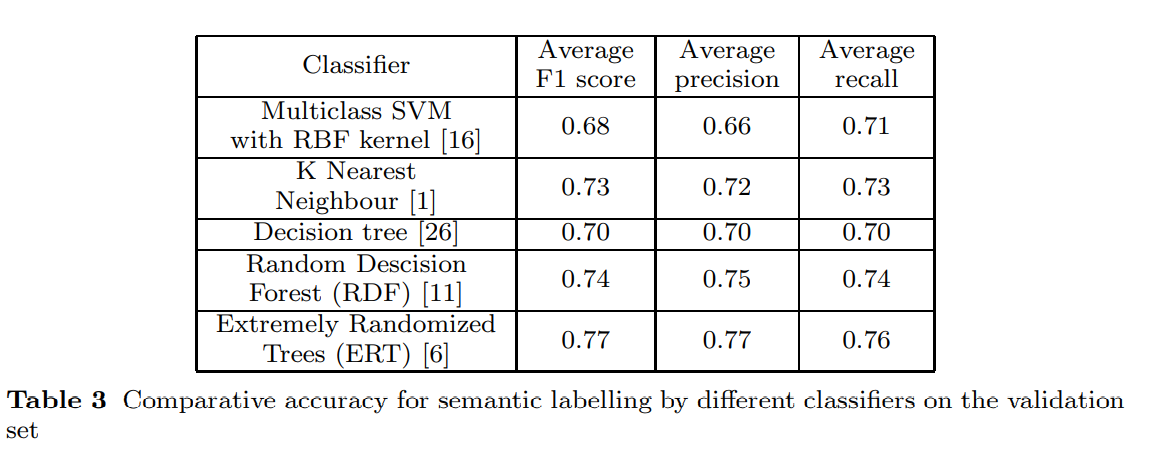 Classifier Average F1 score Average precision Average recall
Multiclass SVM
with RBF kernel [16] 0.68 0.66 0.71
K Nearest
Neighbour [1] 0.73 0.72 0.73
Decision tree [26] 0.70 0.70 0.70
Random Descision
Forest (RDF) [11] 0.74 0.75 0.74
Extremely Randomized
Trees (ERT) [6] 0.77 0.77 0.76
Table 3 Comparative accuracy for semantic labelling by different classifiers on the validation
set